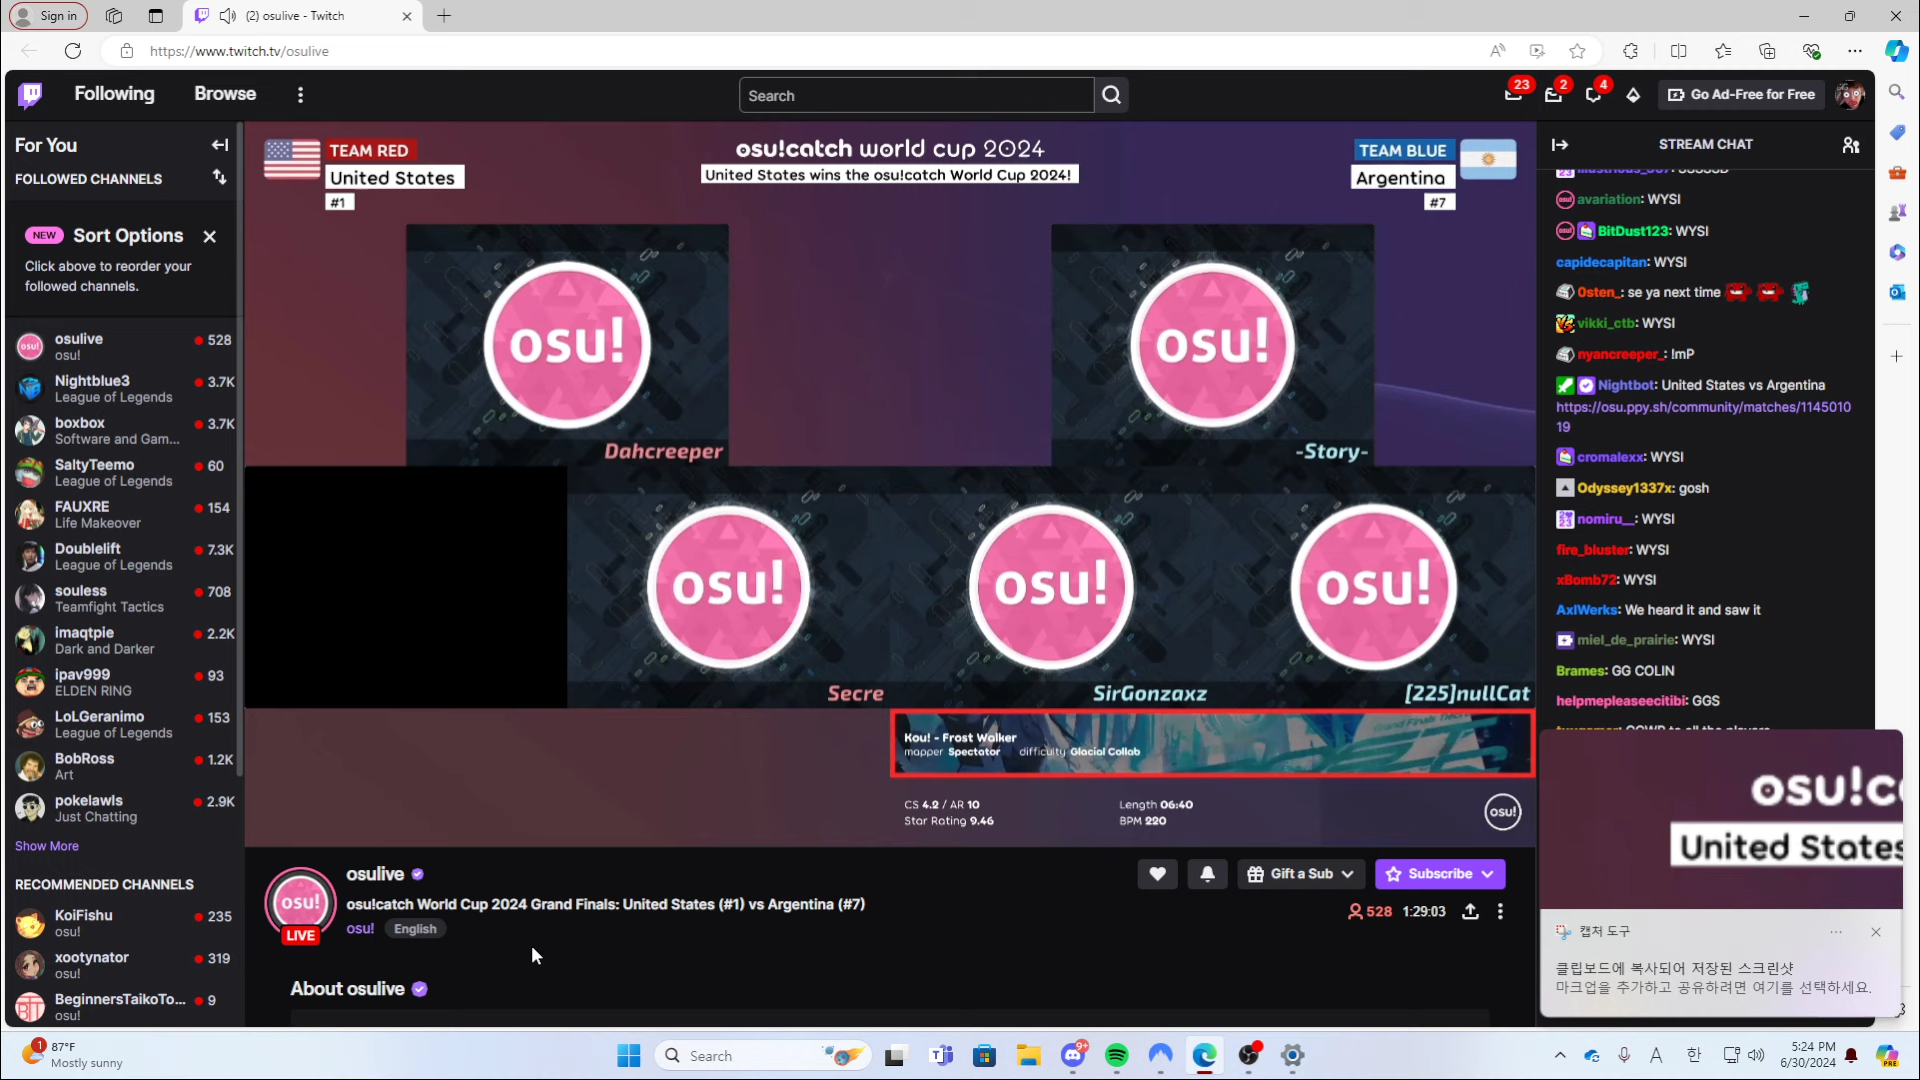 Sign in
(2) osulive - Twitch
https://www.twitch.tv/osulive
Following
Browse
Search
23
2
4
Go Ad-Free for Free
For You
FOLLOWED CHANNELS
NEW
Sort Options
Click above to reorder your
followed channels.
osulive
528
osu!
Nightblue3
3.7K
League of Legends
boxbox
3.7K
Software and Gam...
SaltyTeemo
60
League of Legends
FAUXRE
154
Life Makeover
Doublelift
7.3K
League of Legends
souless
708
Teamfight Tactics
imaqtpie
2.2K
Dark and Darker
ipav999
93
ELDEN RING
LoLGeranimo
153
League of Legends
BobRoss
1.2K
Art
pokelawls
2.9K
Just Chatting
Show More
RECOMMENDED CHANNELS
KoiFishu
235
osu!
xootynator
319
osu!
BeginnersTaikoTo...
9
osu!
TEAM RED
United States
#1
osu!catch world cup 2024
United States wins the osu!catch World Cup 2024!
TEAM BLUE
Argentina
#7
osu!
Dahcreeper
osu!
-Story-
osu!
Secre
osu!
SirGonzaxz
osu!
[225]nullCat
Kou! - Frost Walker
mapper Spectator difficulty Glacial Collab
CS 4.2 / AR 10
Star Rating 9.46
Length 06:40
BPM 220
osu!
osu!
LIVE
osulive
osu!catch World Cup 2024 Grand Finals: United States (#1) vs Argentina (#7)
osu!
English
Gift a Sub
Subscribe
528
1:29:03
About osulive
STREAM CHAT
avariation: WYSI
BitDust123: WYSI
capidecapitan: WYSI
0sten_: se ya next time
vikki_ctb: WYSI
nyancreeper_: !mP
Nightbot: United States vs Argentina
https://osu.ppy.sh/community/matches/1145010
19
cromalexx: WYSI
Odyssey1337x: gosh
nomiru__: WYSI
fire_bluster: WYSI
xBomb72: WYSI
AxlWerks: We heard it and saw it
miel_de_prairie: WYSI
Brames: GG COLIN
helpmepleaseecitibi: GGS
osu!c
United States
캡처 도구
클립보드에 복사되어 저장된 스크린샷
마크업을 추가하고 공유하려면 여기를 선택하세요.
1
87°F
Mostly sunny
Search
9+
A
한
5:24 PM
6/30/2024
PRE